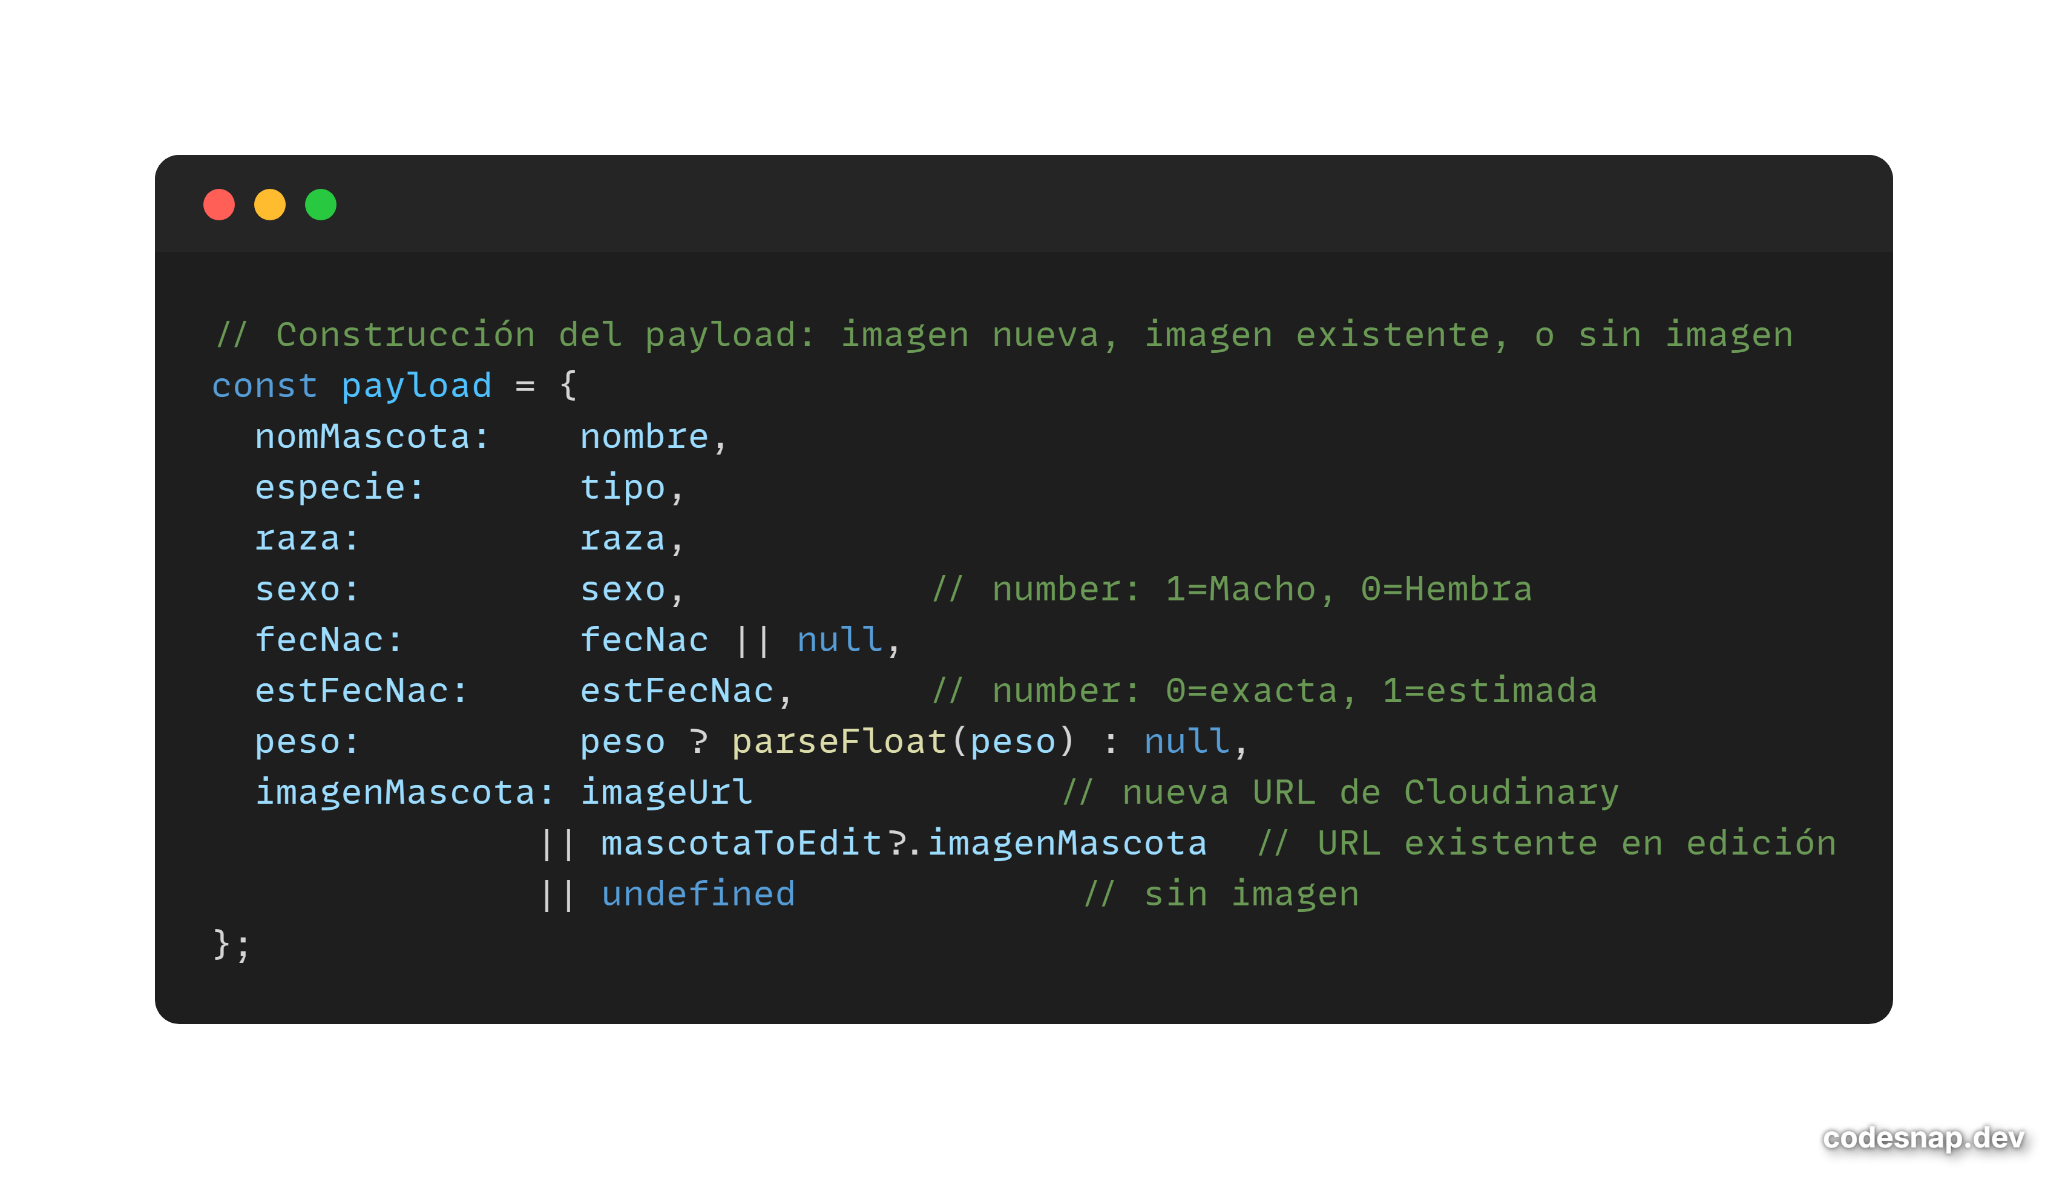 // Construcción del payload: imagen nueva, imagen existente, o sin imagen
const payload = {
  nomMascota:    nombre,
  especie:       tipo,
  raza:          raza,
  sexo:          sexo,           // number: 1=Macho, 0=Hembra
  fecNac:        fecNac || null,
  estFecNac:     estFecNac,      // number: 0=exacta, 1=estimada
  peso:          peso ? parseFloat(peso) : null,
  imagenMascota: imageUrl              // nueva URL de Cloudinary
               || mascotaToEdit?.imagenMascota  // URL existente en edición
               || undefined             // sin imagen
};
codesnap.dev